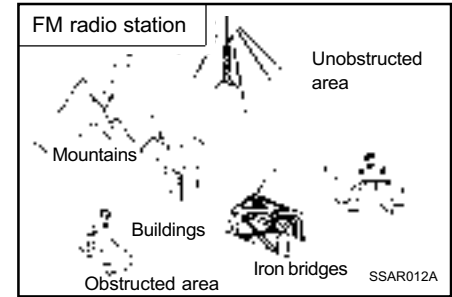 FM radio station
Unobstructed
area
Mountains
Buildings
Iron bridges
SSAR012A
Obstructed area